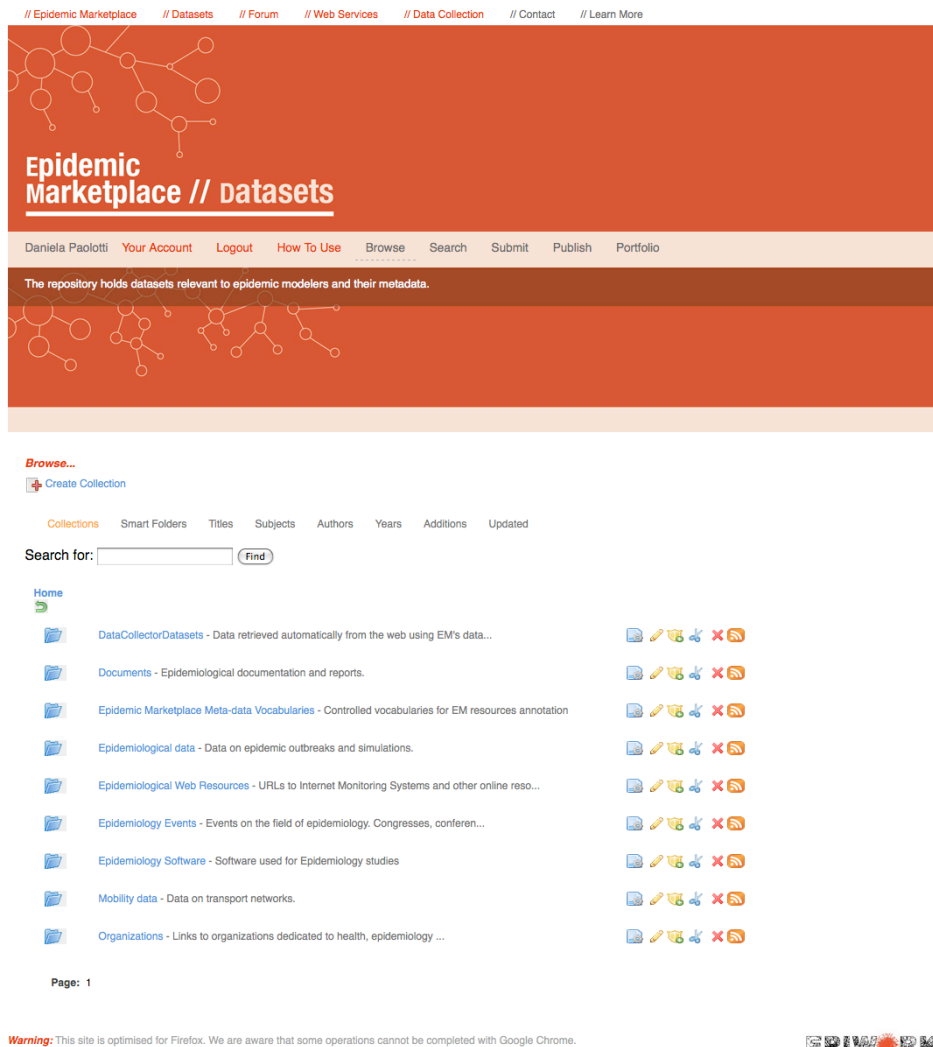 // Epidemic Marketplace // Datasets // Forum // Web Services // Data Collection // Contact // Learn More
Epidemic
Marketplace // Datasets
Daniela Paolotti Your Account Logout How To Use Browse Search Submit Publish Portfolio
The repository holds datasets relevant to epidemic modelers and their metadata.
Browse...
Create Collection
Collections Smart Folders Titles Subjects Authors Years Additions Updated
Search for: Find
Home
DataCollectorDatasets - Data retrieved automatically from the web using EM's data...
Documents - Epidemiological documentation and reports.
Epidemic Marketplace Meta-data Vocabularies - Controlled vocabularies for EM resources annotation
Epidemiological data - Data on epidemic outbreaks and simulations.
Epidemiological Web Resources - URLs to Internet Monitoring Systems and other online reso...
Epidemiology Events - Events on the field of epidemiology. Congresses, conferen...
Epidemiology Software - Software used for Epidemiology studies
Mobility data - Data on transport networks.
Organizations - Links to organizations dedicated to health, epidemiology ...
Page: 1
Warning: This site is optimised for Firefox. We are aware that some operations cannot be completed with Google Chrome.